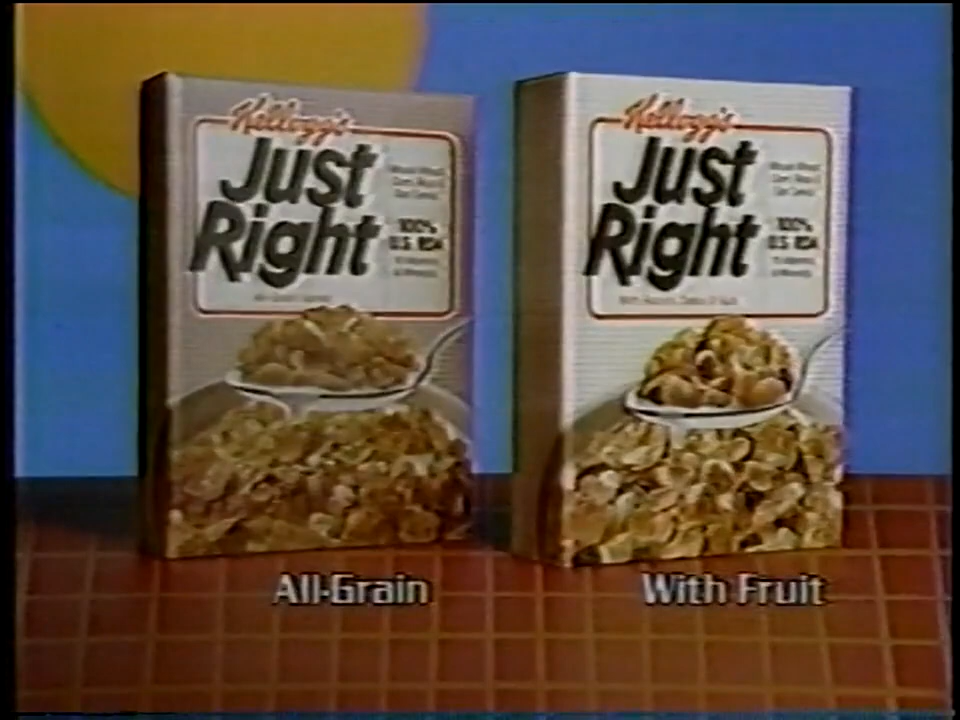 Kellogg's
Just
Right
100%
U.S. RDA
Kellogg's
Just
Right
100%
U.S. RDA
All-Grain
With Fruit